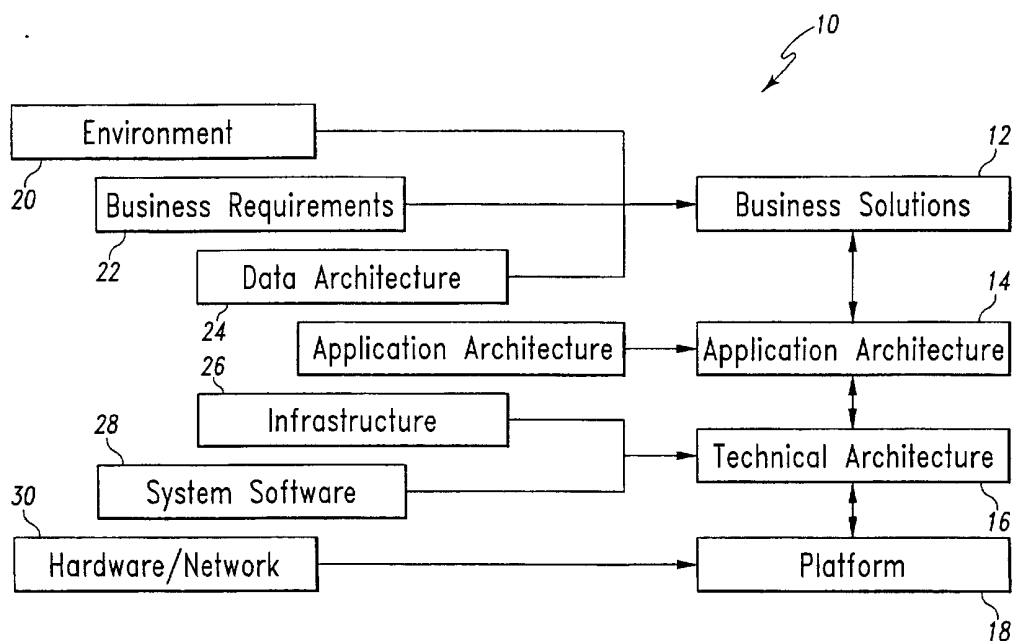 10
Environment
20
12
Business Solutions
Business Requirements
22
Data Architecture
24
14
Application Architecture
Application Architecture
26
Infrastructure
28
System Software
Technical Architecture
16
30
Hardware/Network
Platform
18